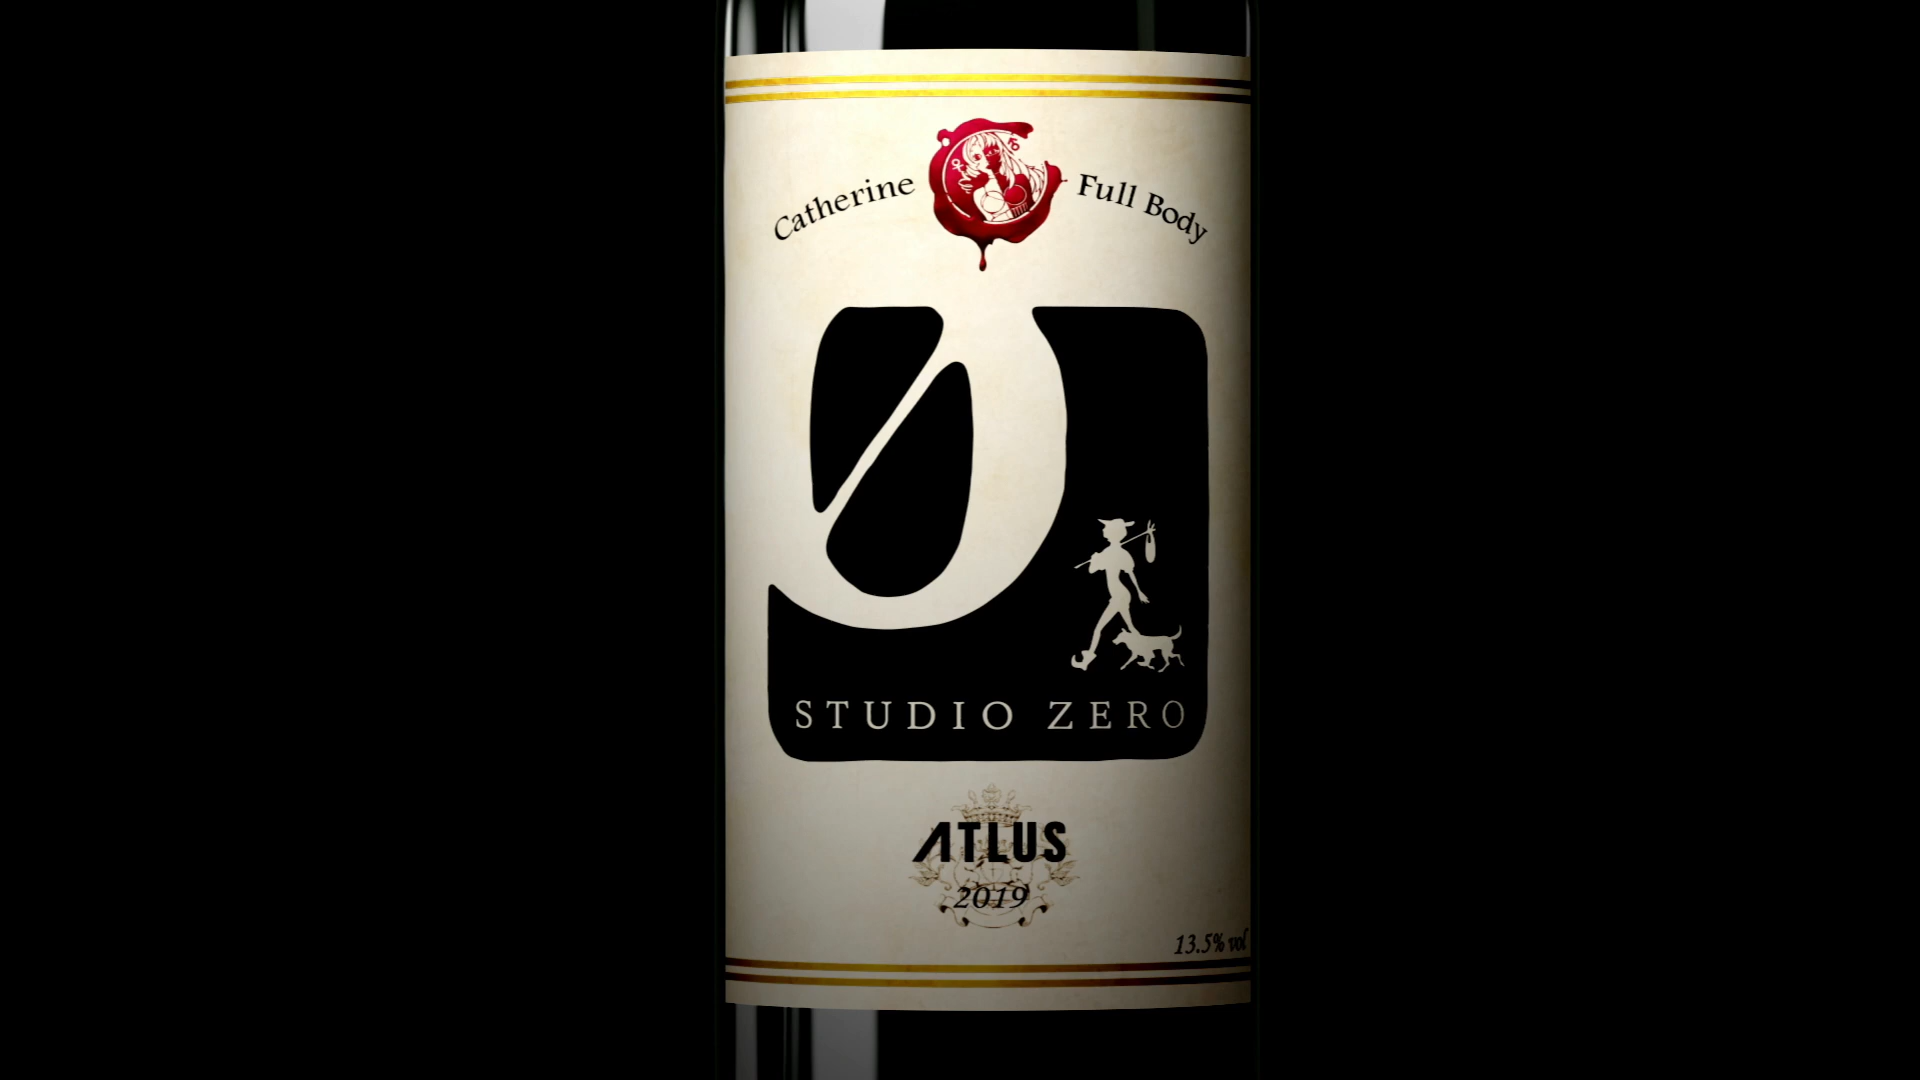 Catherine Full Body
STUDIO ZERO
ATLUS
2019
13.5% vol